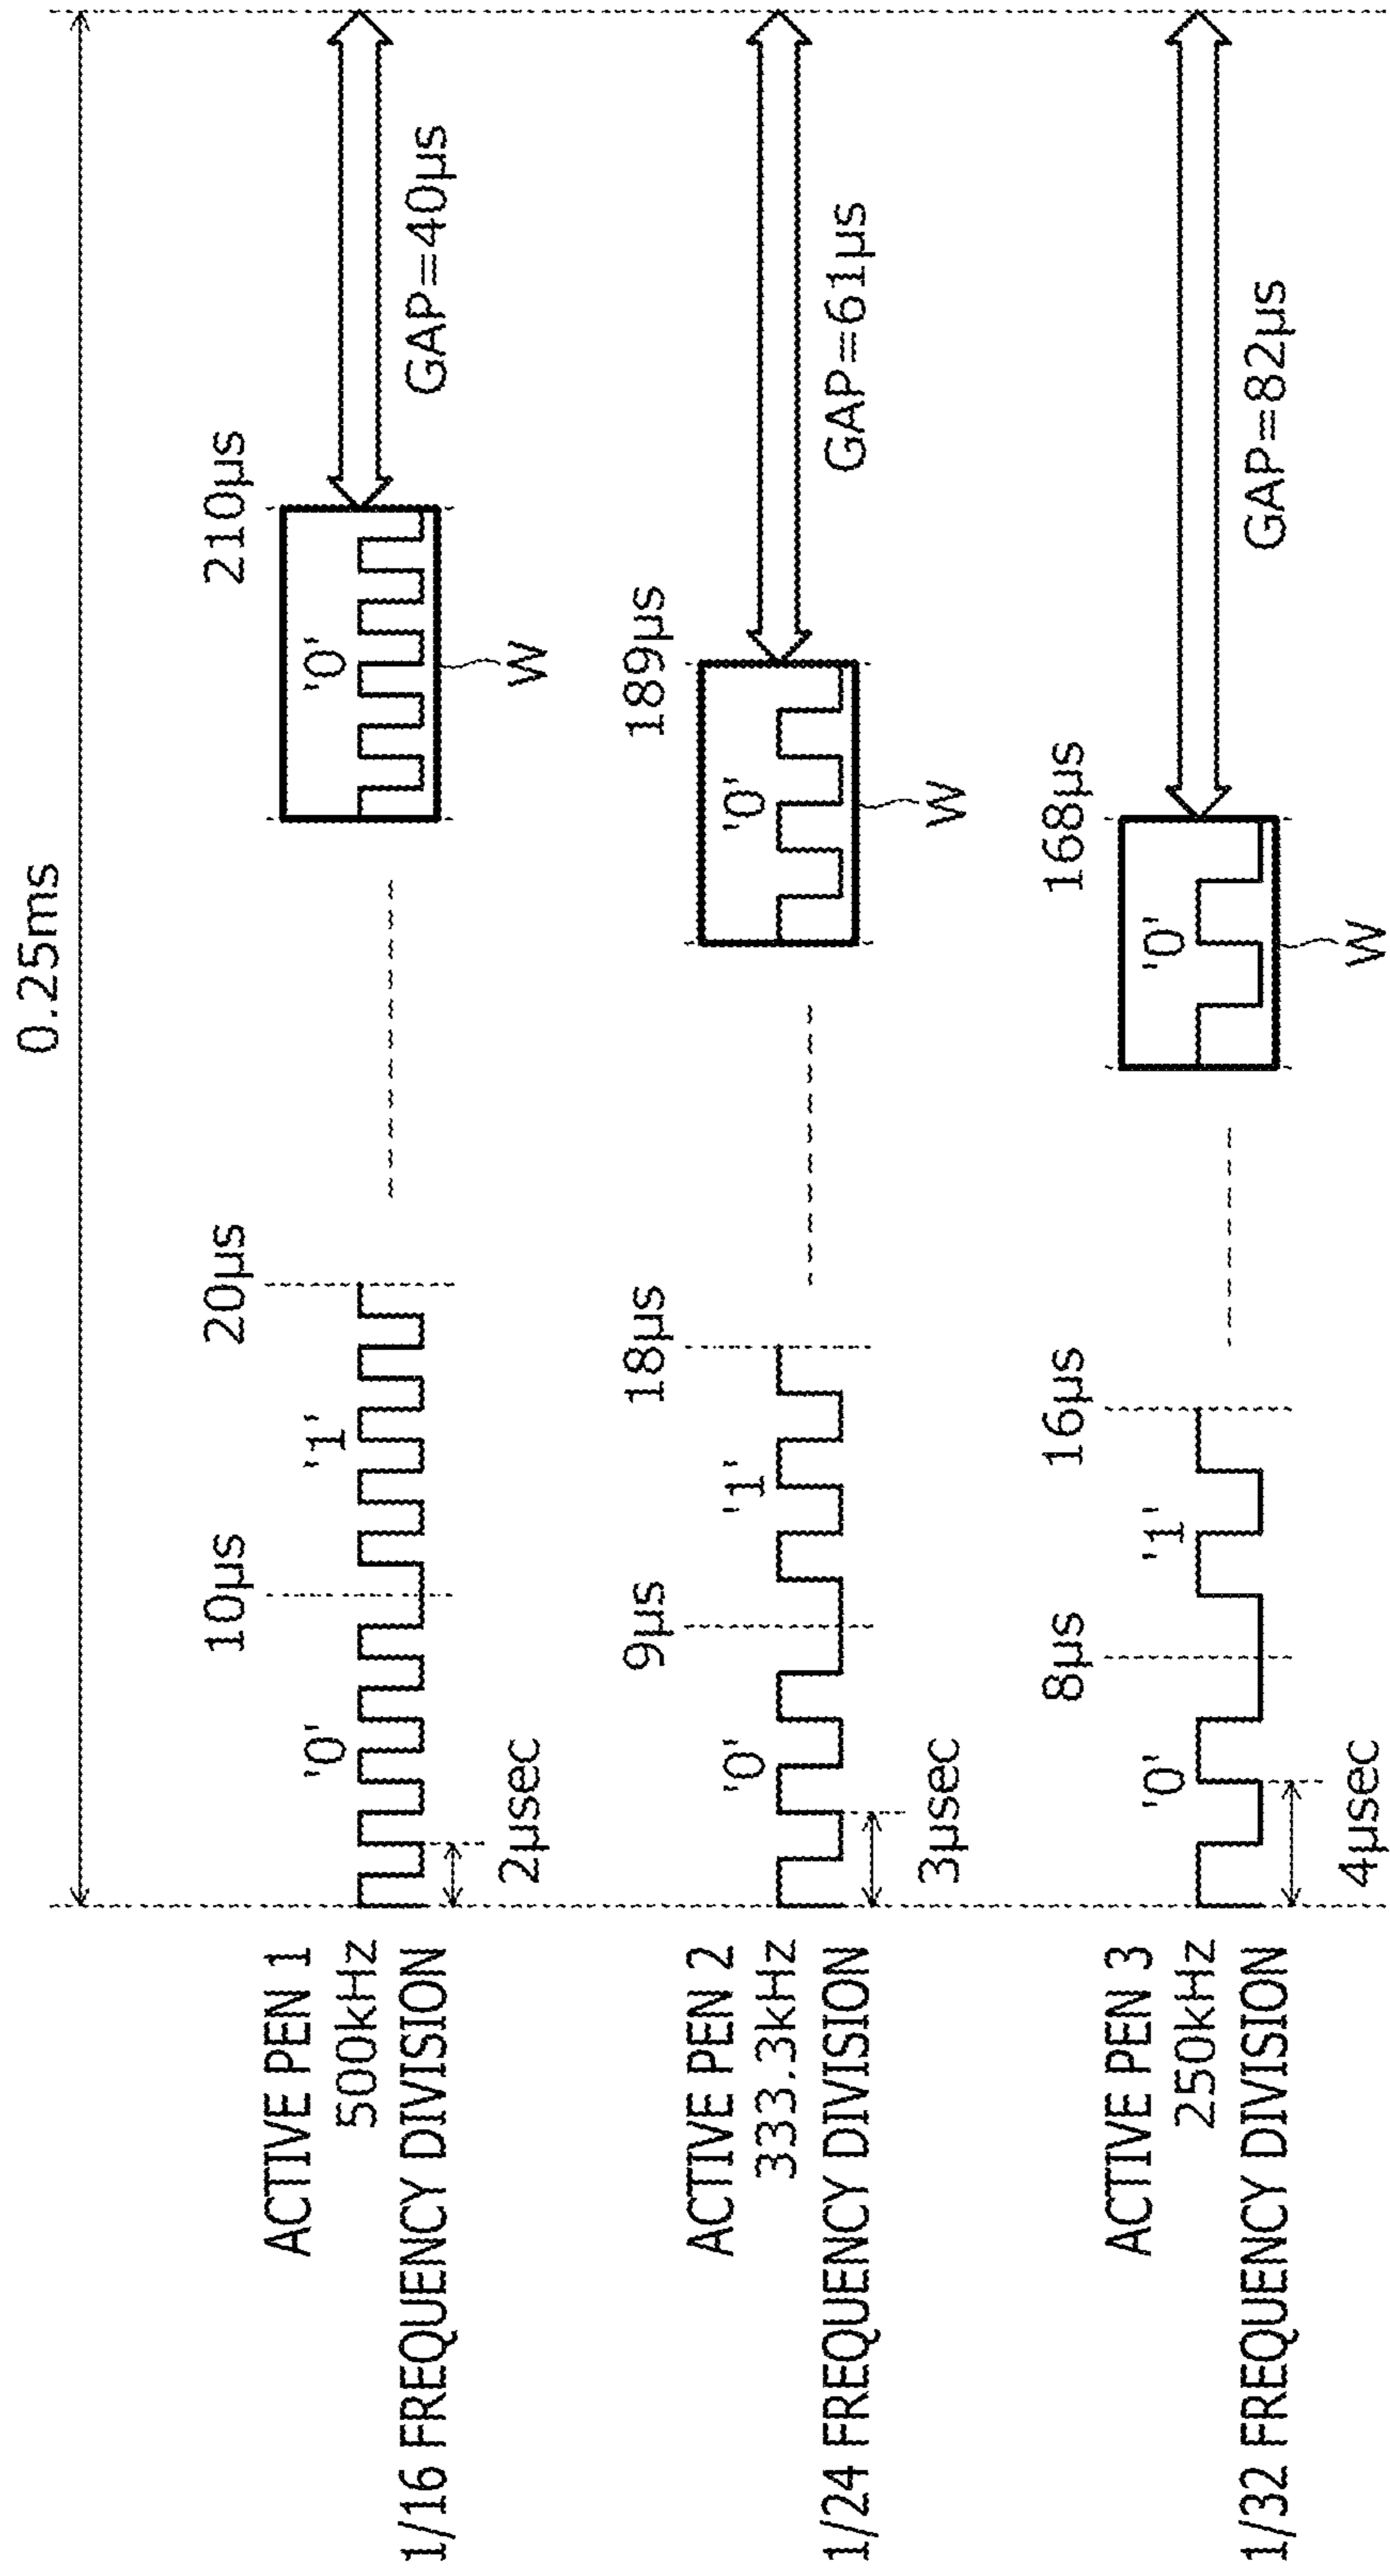 0.25ms
ACTIVE PEN 1
500kHz
1/16 FREQUENCY DIVISION
'0'
10µs
'1'
20µs
'0'
210µs
2µsec
W
GAP=40µs
ACTIVE PEN 2
333.3kHz
1/24 FREQUENCY DIVISION
'0'
9µs
'1'
18µs
'0'
189µs
3µsec
W
GAP=61µs
ACTIVE PEN 3
250kHz
1/32 FREQUENCY DIVISION
'0'
8µs
'1'
16µs
'0'
168µs
4µsec
W
GAP=82µs